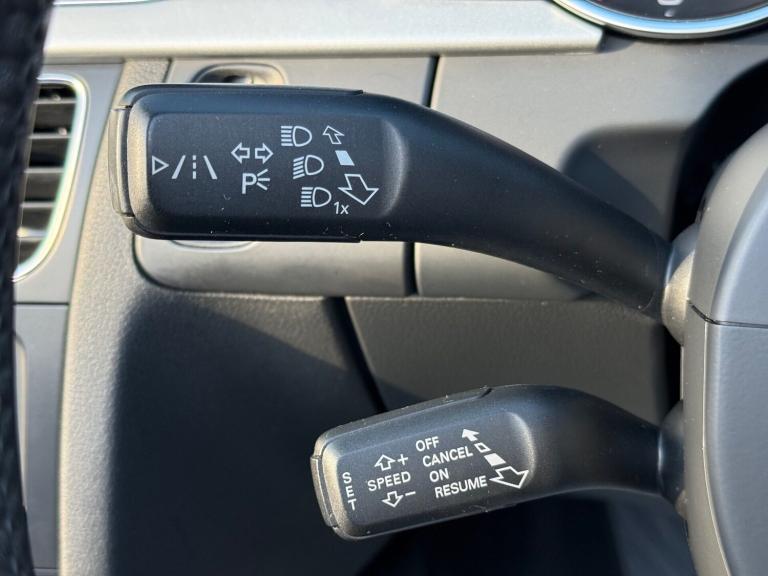 P
1x
OFF
CANCEL
SPEED
ON
RESUME
SET